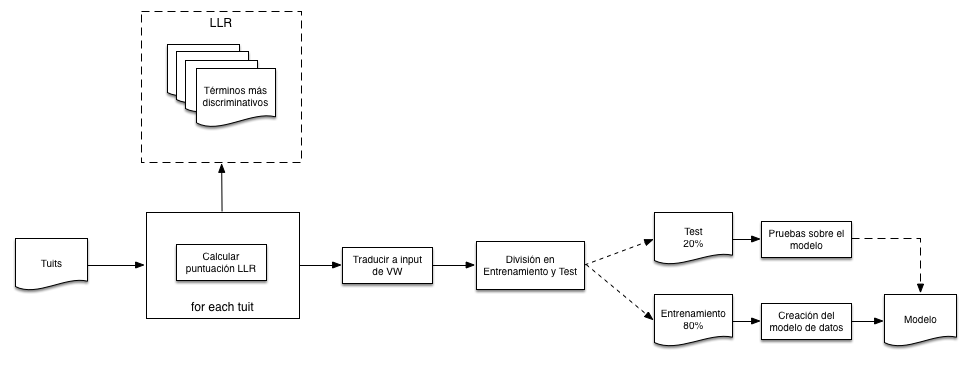 LLR
Términos más
discriminativos
Tuits
Calcular
puntuación LLR
for each tuit
Traducir a input
de VW
División en
Entrenamiento y Test
Test
20%
Pruebas sobre el
modelo
Entrenamiento
80%
Creación del
modelo de datos
Modelo